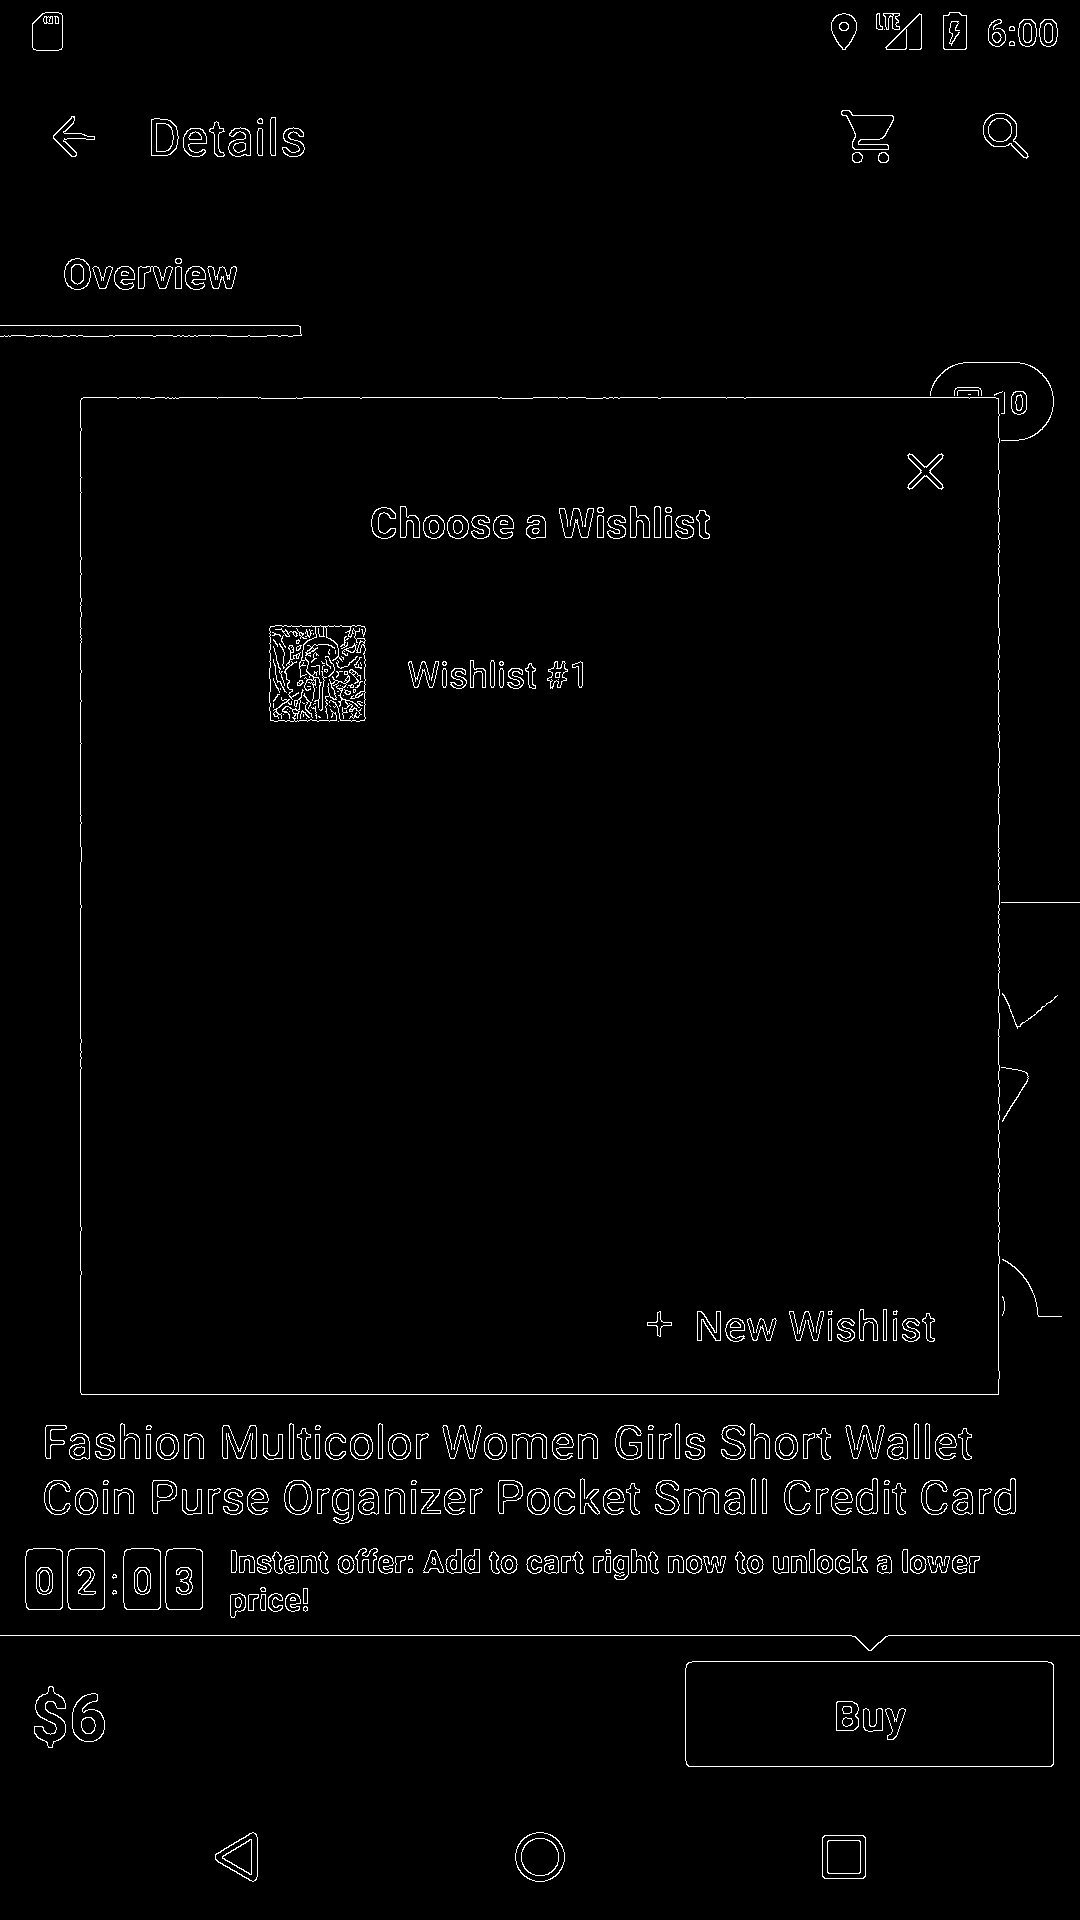 LTE 6:00
Details
Overview
10
Choose a Wishlist
Wishlist #1
+ New Wishlist
Fashion Multicolor Women Girls Short Wallet
Coin Purse Organizer Pocket Small Credit Card
02:03 Instant offer: Add to cart right now to unlock a lower
price!
$6
Buy